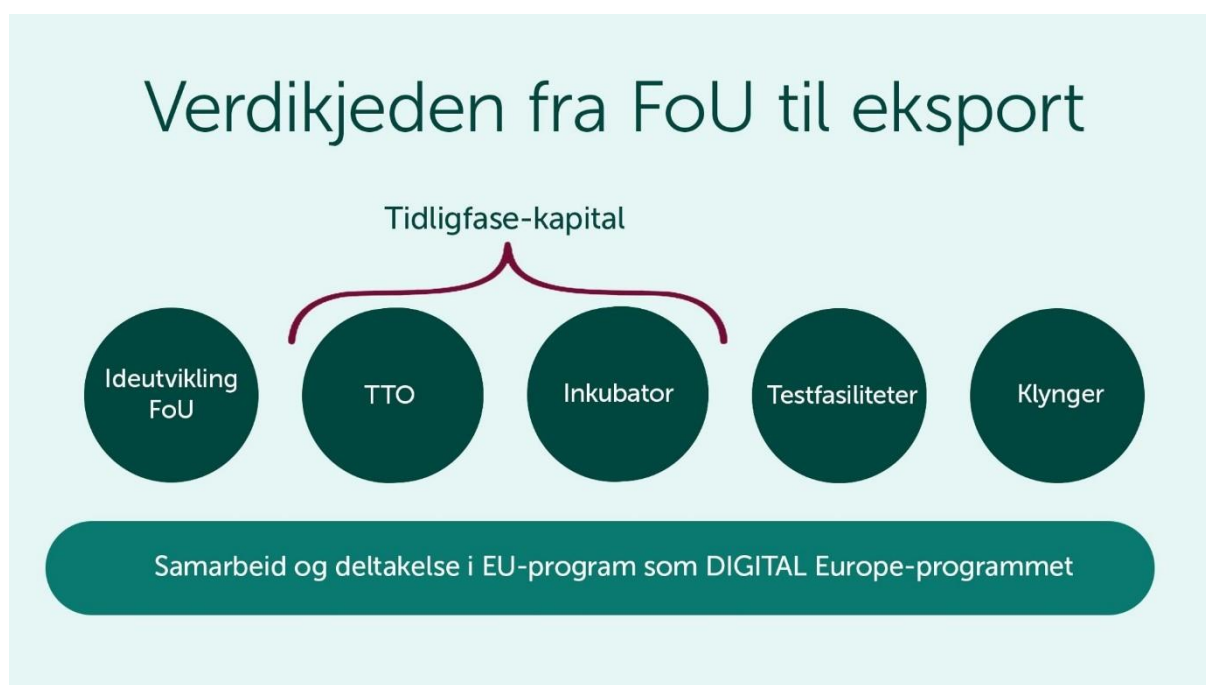 Verdikjeden fra FoU til eksport
Tidligfase-kapital
Ideutvikling
FoU
TTO
Inkubator
Testfasiliteter
Klynger
Samarbeid og deltakelse i EU-program som DIGITAL Europe-programmet